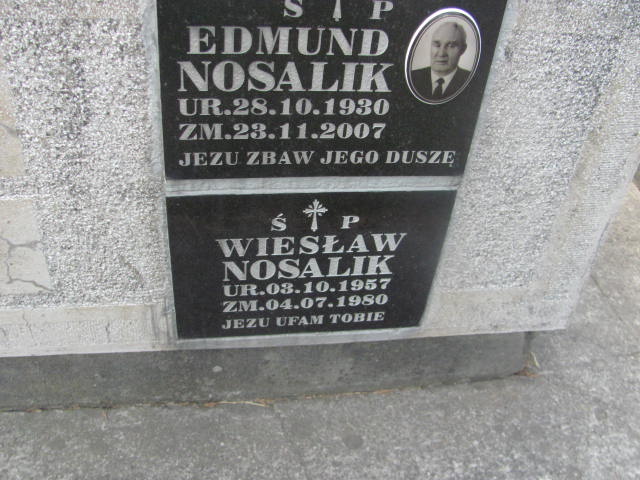 Ś P
EDMUND
NOSALIK
UR.28.10.1930
ZM.23.11.2007
JEZU ZBAW JEGO DUSZĘ
Ś P
WIESŁAW
NOSALIK
UR.03.10.1957
ZM.04.07.1980
JEZU UFAM TOBIE